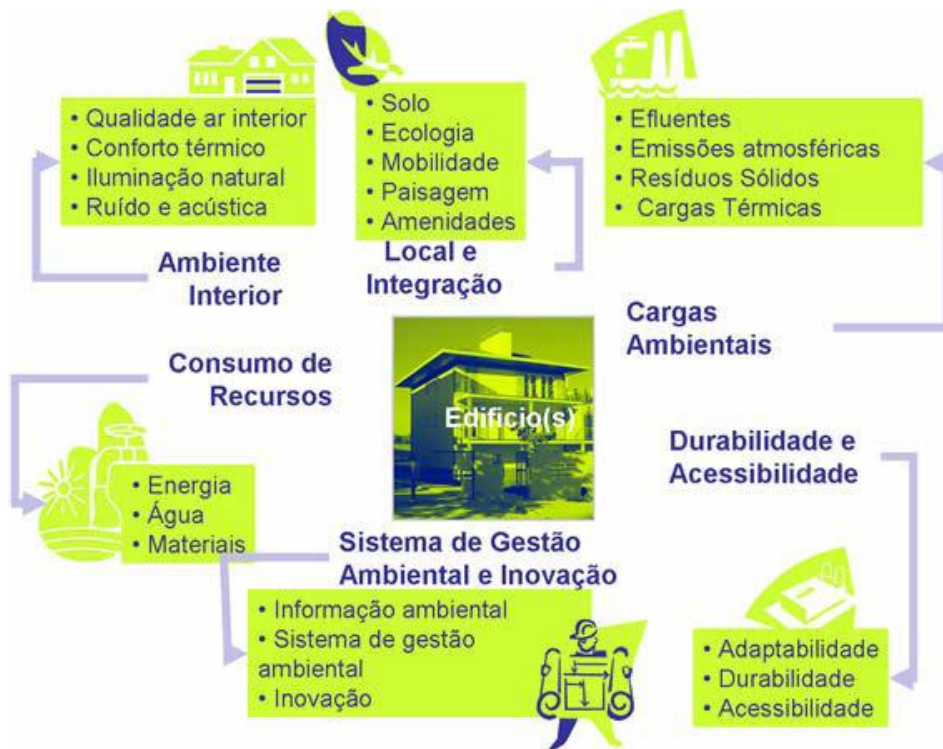 • Qualidade ar interior
• Conforto térmico
• Iluminação natural
• Ruído e acústica
Ambiente
Interior
• Solo
• Ecologia
• Mobilidade
• Paisagem
• Amenidades
Local e
Integração
• Efluentes
• Emissões atmosféricas
• Resíduos Sólidos
• Cargas Térmicas
Cargas
Ambientais
Consumo de
Recursos
• Energia
• Água
• Materiais
Edificio(s)
Durabilidade e
Acessibilidade
• Adaptabilidade
• Durabilidade
• Acessibilidade
Sistema de Gestão
Ambiental e Inovação
• Informação ambiental
• Sistema de gestão
ambiental
• Inovação